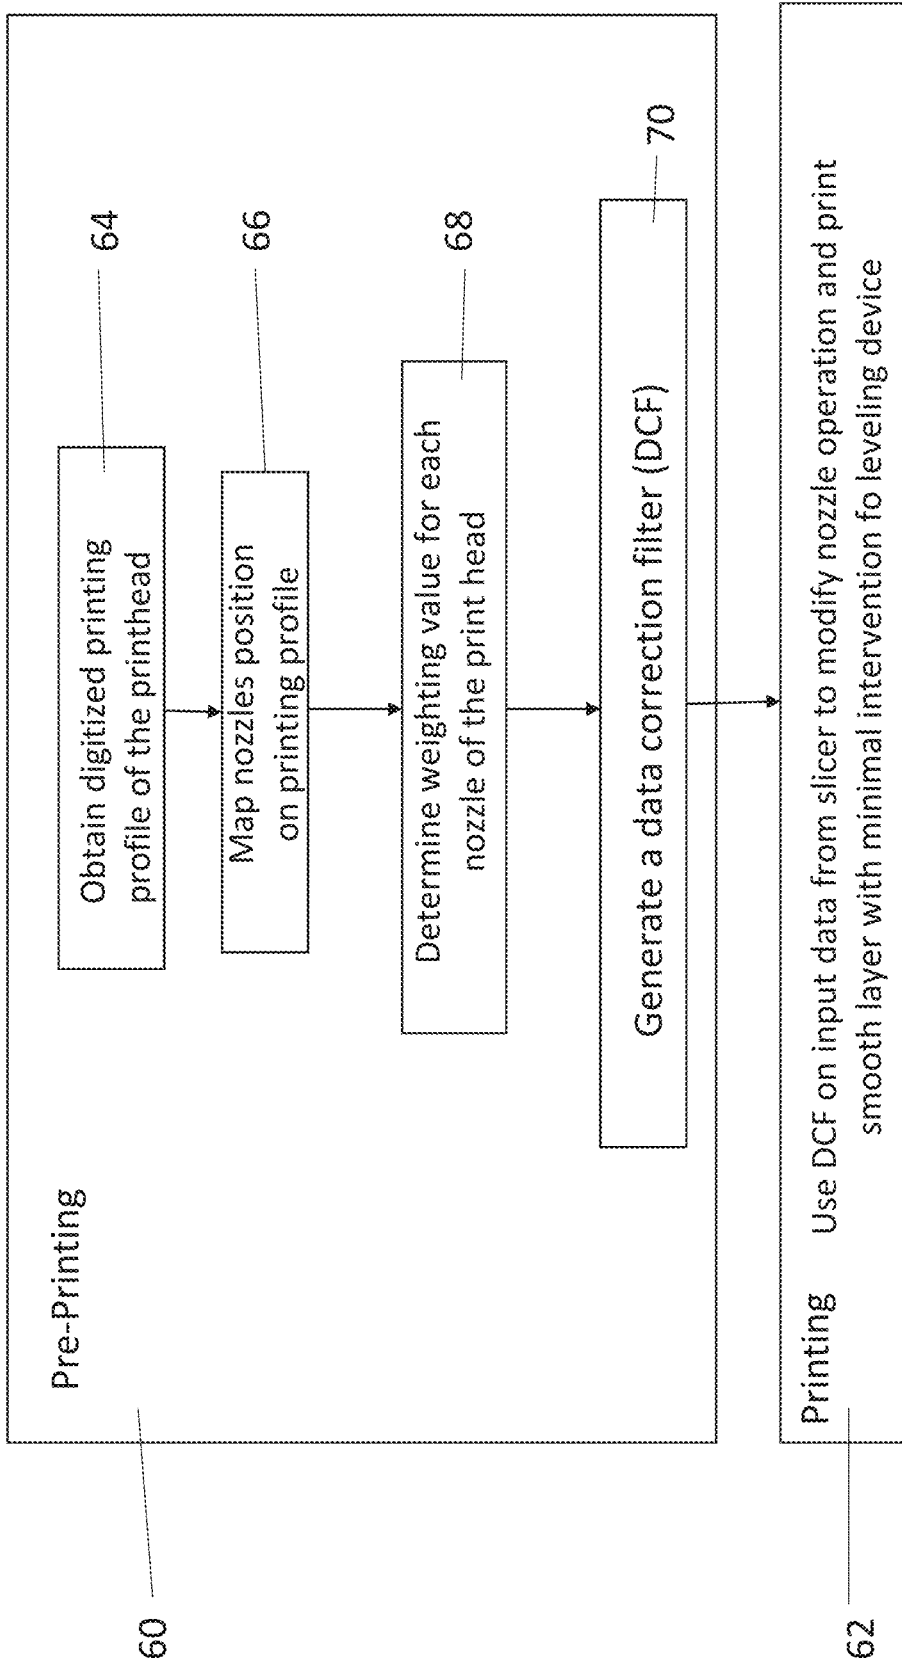 Pre-Printing
60
Obtain digitized printing
profile of the printhead
64
Map nozzles position
on printing profile
66
Determine weighting value for each
nozzle of the print head
68
Generate a data correction filter (DCF)
70
Printing Use DCF on input data from slicer to modify nozzle operation and print
smooth layer with minimal intervention fo leveling device
62